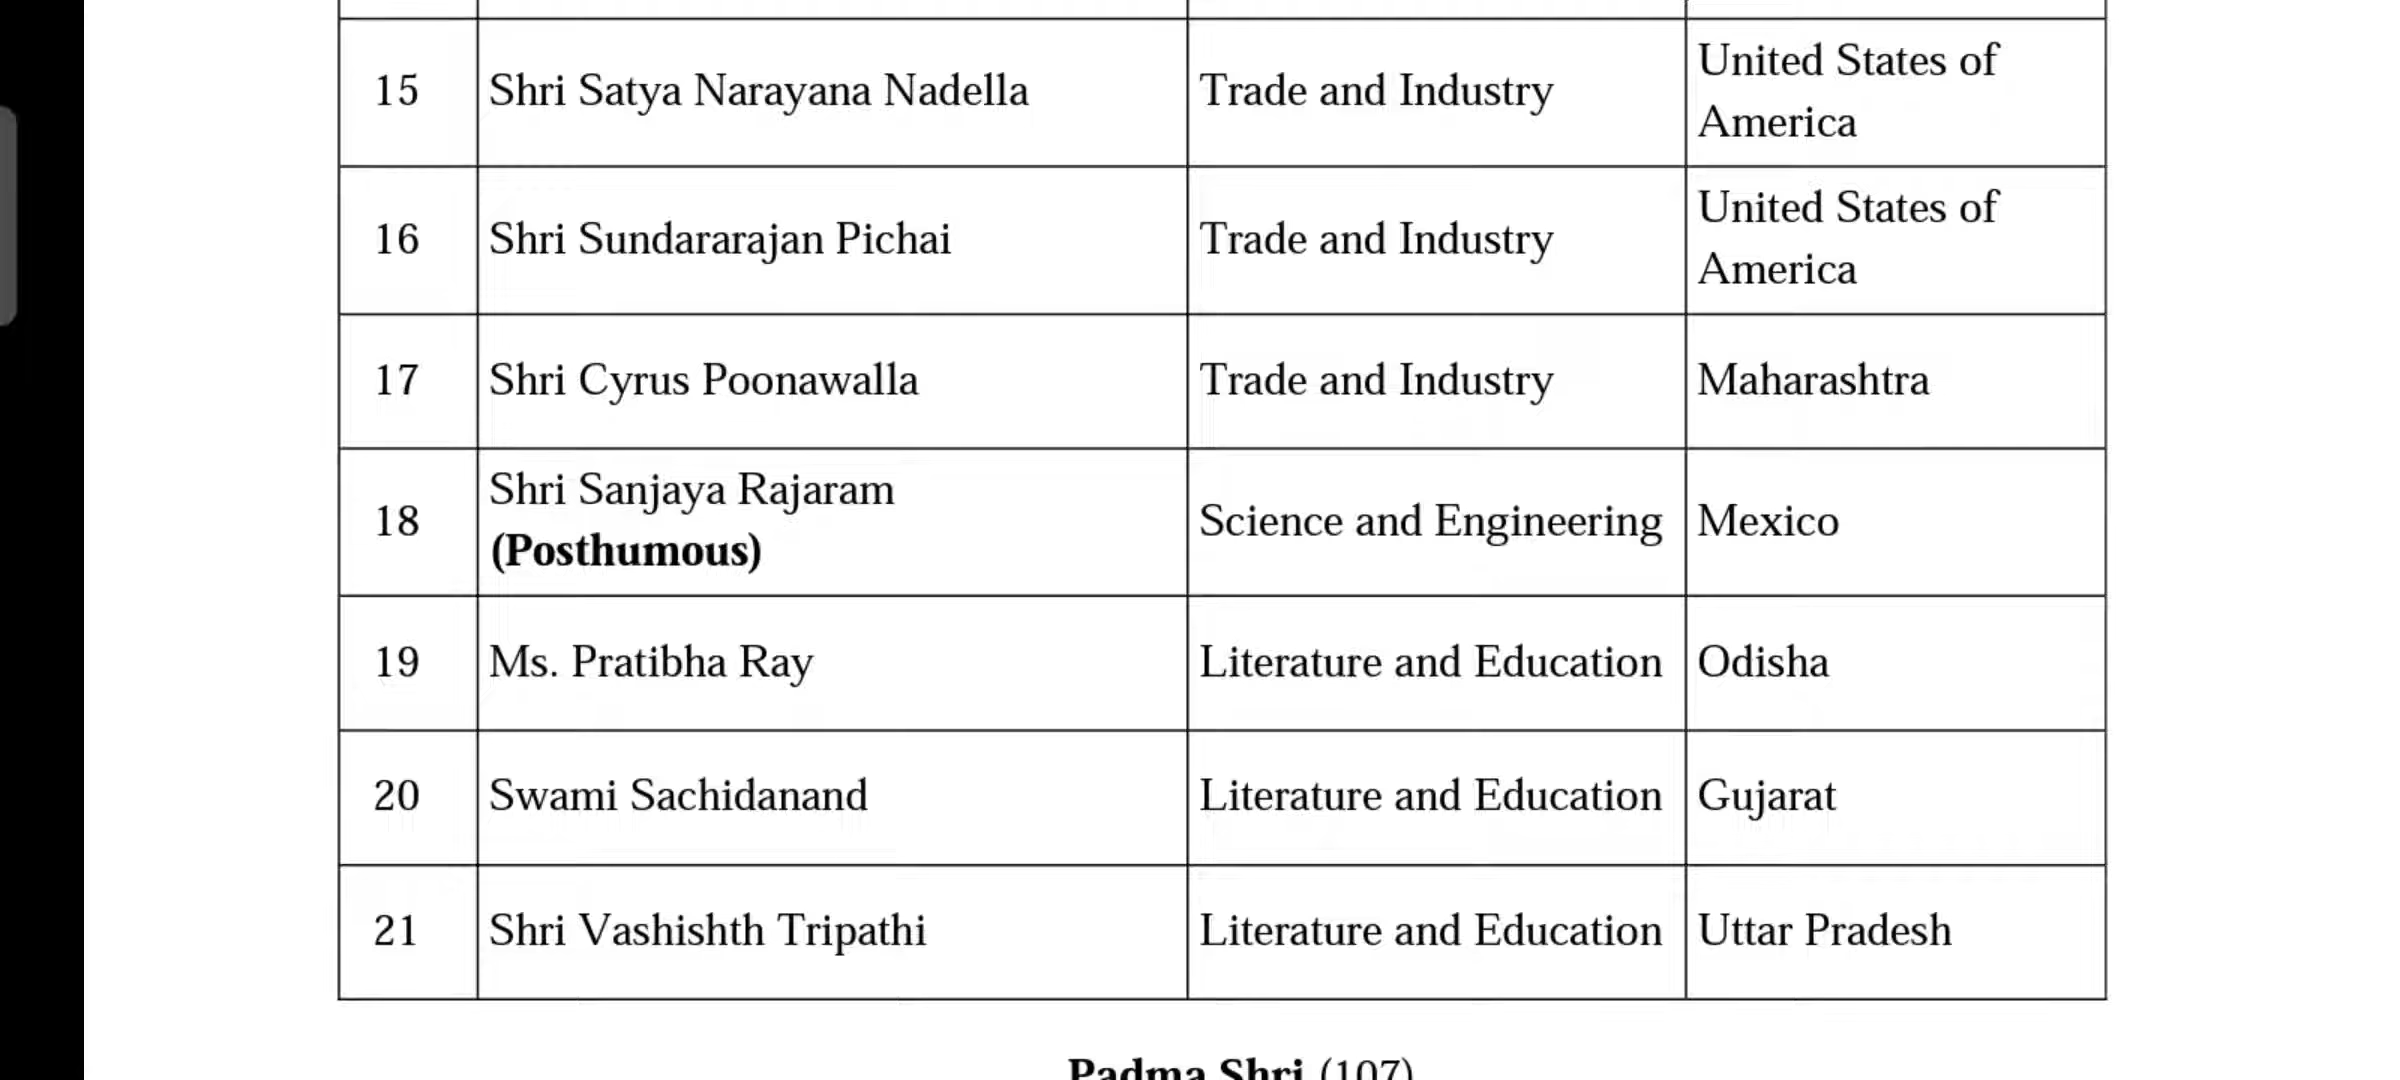 15 Shri Satya Narayana Nadella Trade and Industry United States of
America
16 Shri Sundararajan Pichai Trade and Industry United States of
America
17 Shri Cyrus Poonawalla Trade and Industry Maharashtra
18 Shri Sanjaya Rajaram
(Posthumous) Science and Engineering Mexico
19 Ms. Pratibha Ray Literature and Education Odisha
20 Swami Sachidanand Literature and Education Gujarat
21 Shri Vashishth Tripathi Literature and Education Uttar Pradesh
Padma Shri (107)